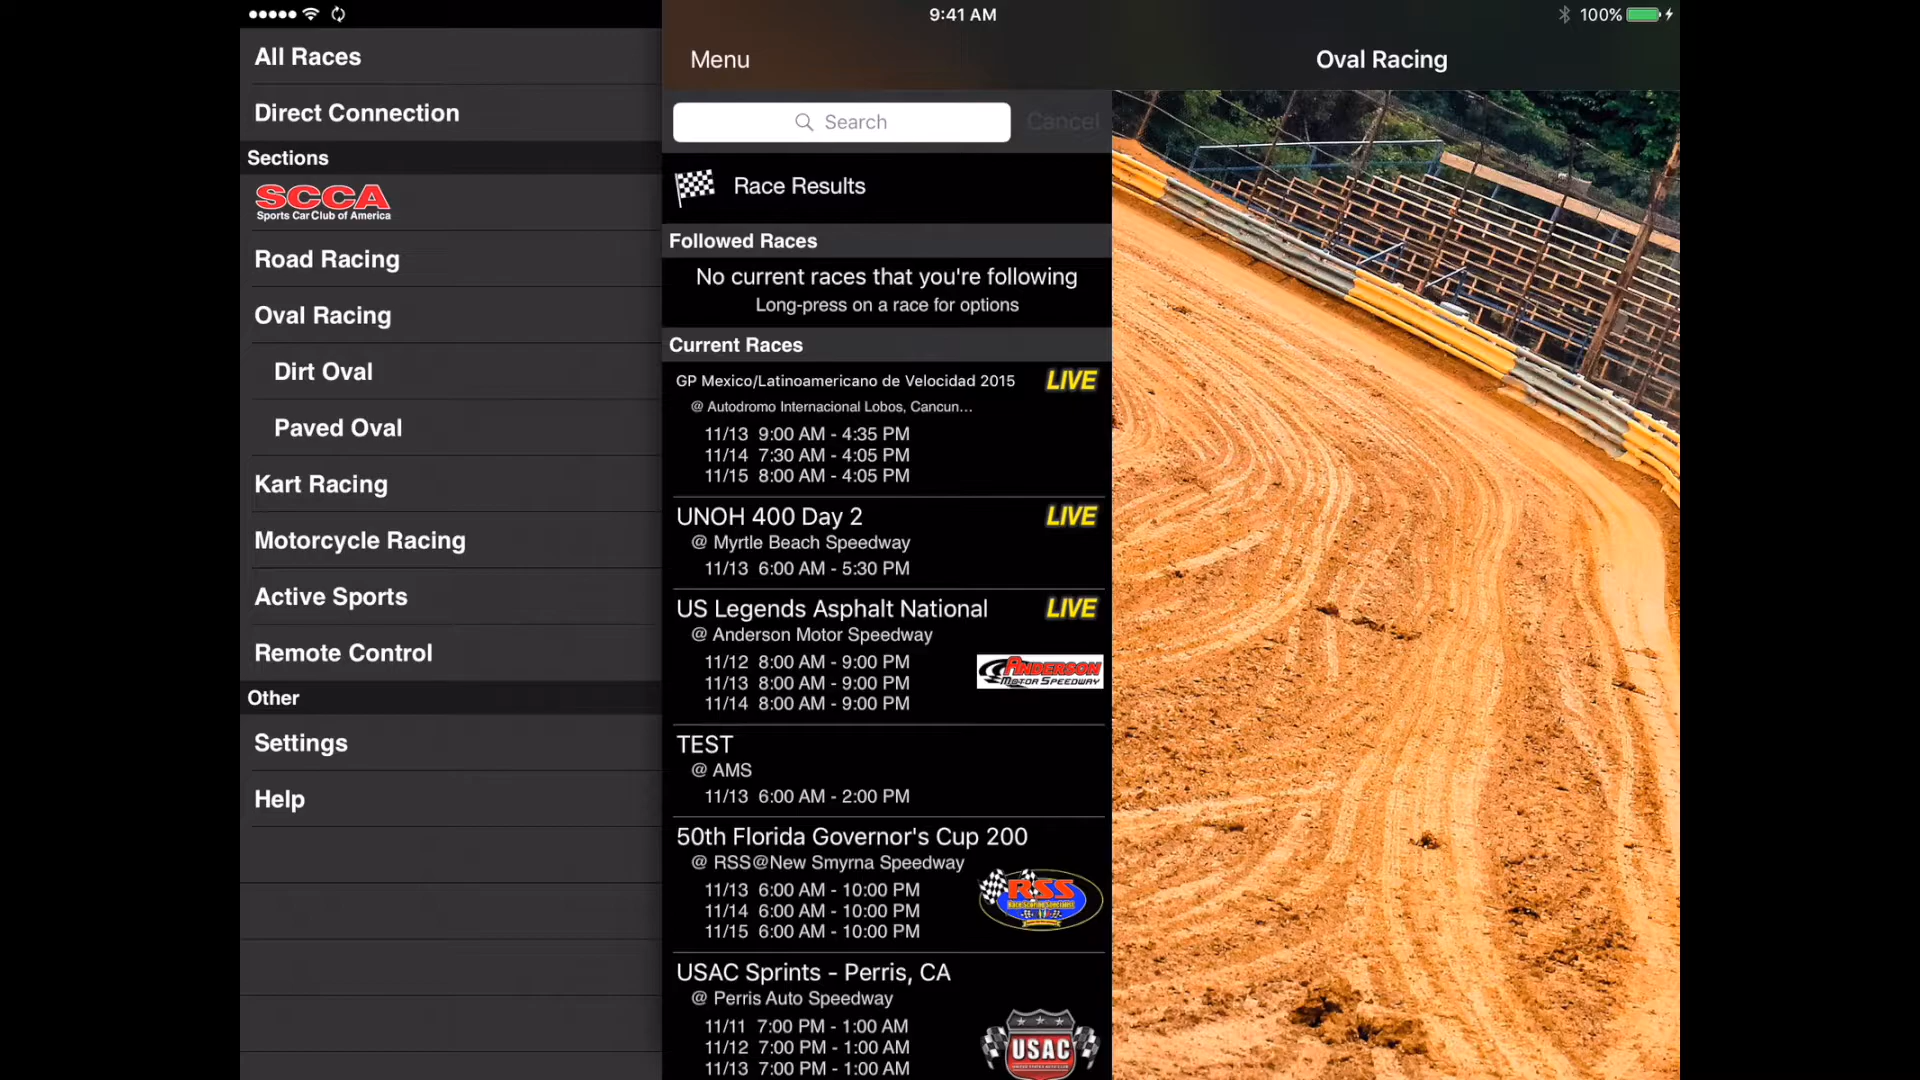 9:41 AM
100%
All Races
Direct Connection
Sections
SCCA
Sports Car Club of America
Road Racing
Oval Racing
Dirt Oval
Paved Oval
Kart Racing
Motorcycle Racing
Active Sports
Remote Control
Other
Settings
Help
Menu
Oval Racing
Search
Cancel
Race Results
Followed Races
No current races that you're following
Long-press on a race for options
Current Races
GP Mexico/Latinoamericano de Velocidad 2015 LIVE
@ Autodromo Internacional Lobos, Cancun...
11/13 9:00 AM - 4:35 PM
11/14 7:30 AM - 4:05 PM
11/15 8:00 AM - 4:05 PM
UNOH 400 Day 2 LIVE
@ Myrtle Beach Speedway
11/13 6:00 AM - 5:30 PM
US Legends Asphalt National LIVE
@ Anderson Motor Speedway
11/12 8:00 AM - 9:00 PM
11/13 8:00 AM - 9:00 PM
11/14 8:00 AM - 9:00 PM
ANDERSON
MOTOR SPEEDWAY
TEST
@ AMS
11/13 6:00 AM - 2:00 PM
50th Florida Governor's Cup 200
@ RSS@New Smyrna Speedway
11/13 6:00 AM - 10:00 PM
11/14 6:00 AM - 10:00 PM
11/15 6:00 AM - 10:00 PM
RSS
Race Scoring Specialists
USAC Sprints - Perris, CA
@ Perris Auto Speedway
11/11 7:00 PM - 1:00 AM
11/12 7:00 PM - 1:00 AM
11/13 7:00 PM - 1:00 AM
USAC